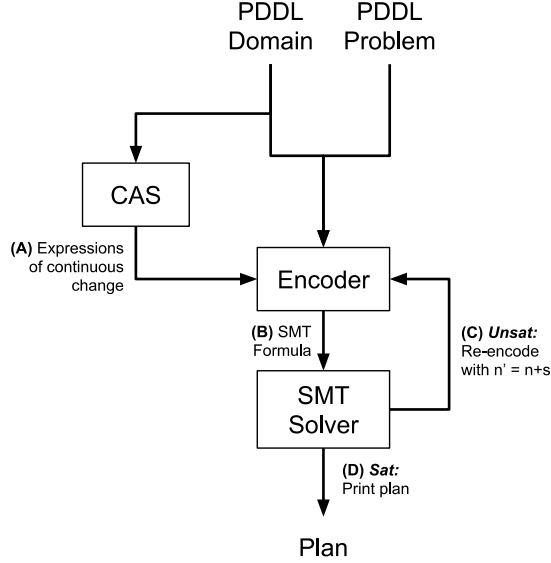 PDDL
Domain
PDDL
Problem
CAS
(A) Expressions
of continuous
change
Encoder
(B) SMT
Formula
(C) Unsat:
Re-encode
with n' = n+s
SMT
Solver
(D) Sat:
Print plan
Plan